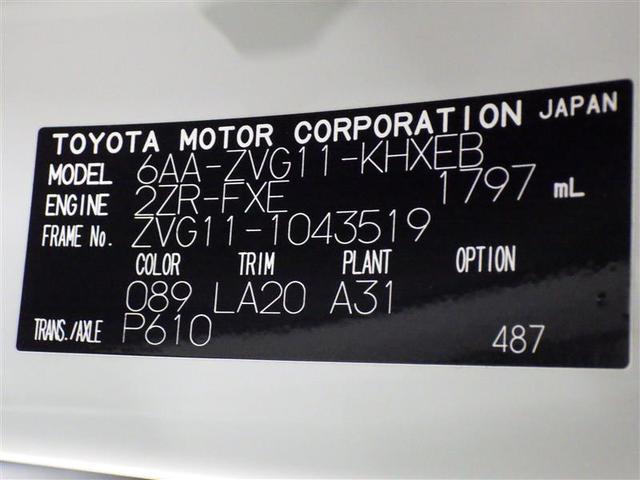 TOYOTA MOTOR CORPORATION JAPAN
MODEL 6AA-ZVG11-KHXEB
ENGINE 2ZR-FXE 1797 mL
FRAME No. ZVG11-1043519
COLOR TRIM PLANT OPTION
089 LA20 A31
TRANS./AXLE P610 487